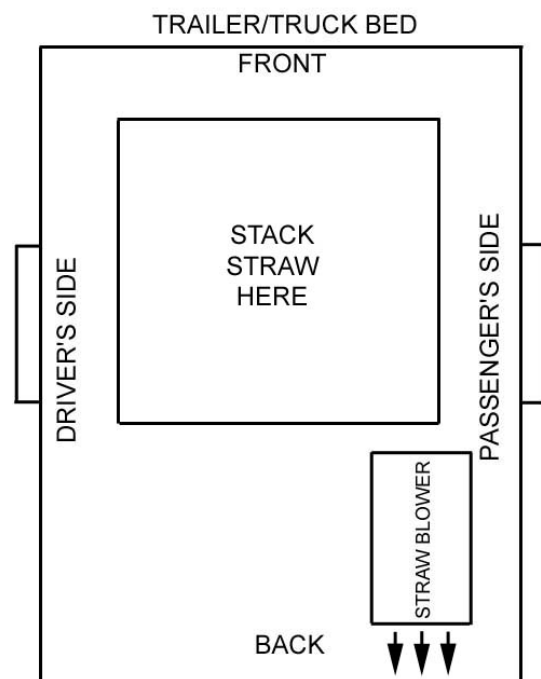 TRAILER/TRUCK BED
FRONT
STACK
STRAW
HERE
DRIVER'S SIDE
PASSENGER'S SIDE
STRAW BLOWER
BACK